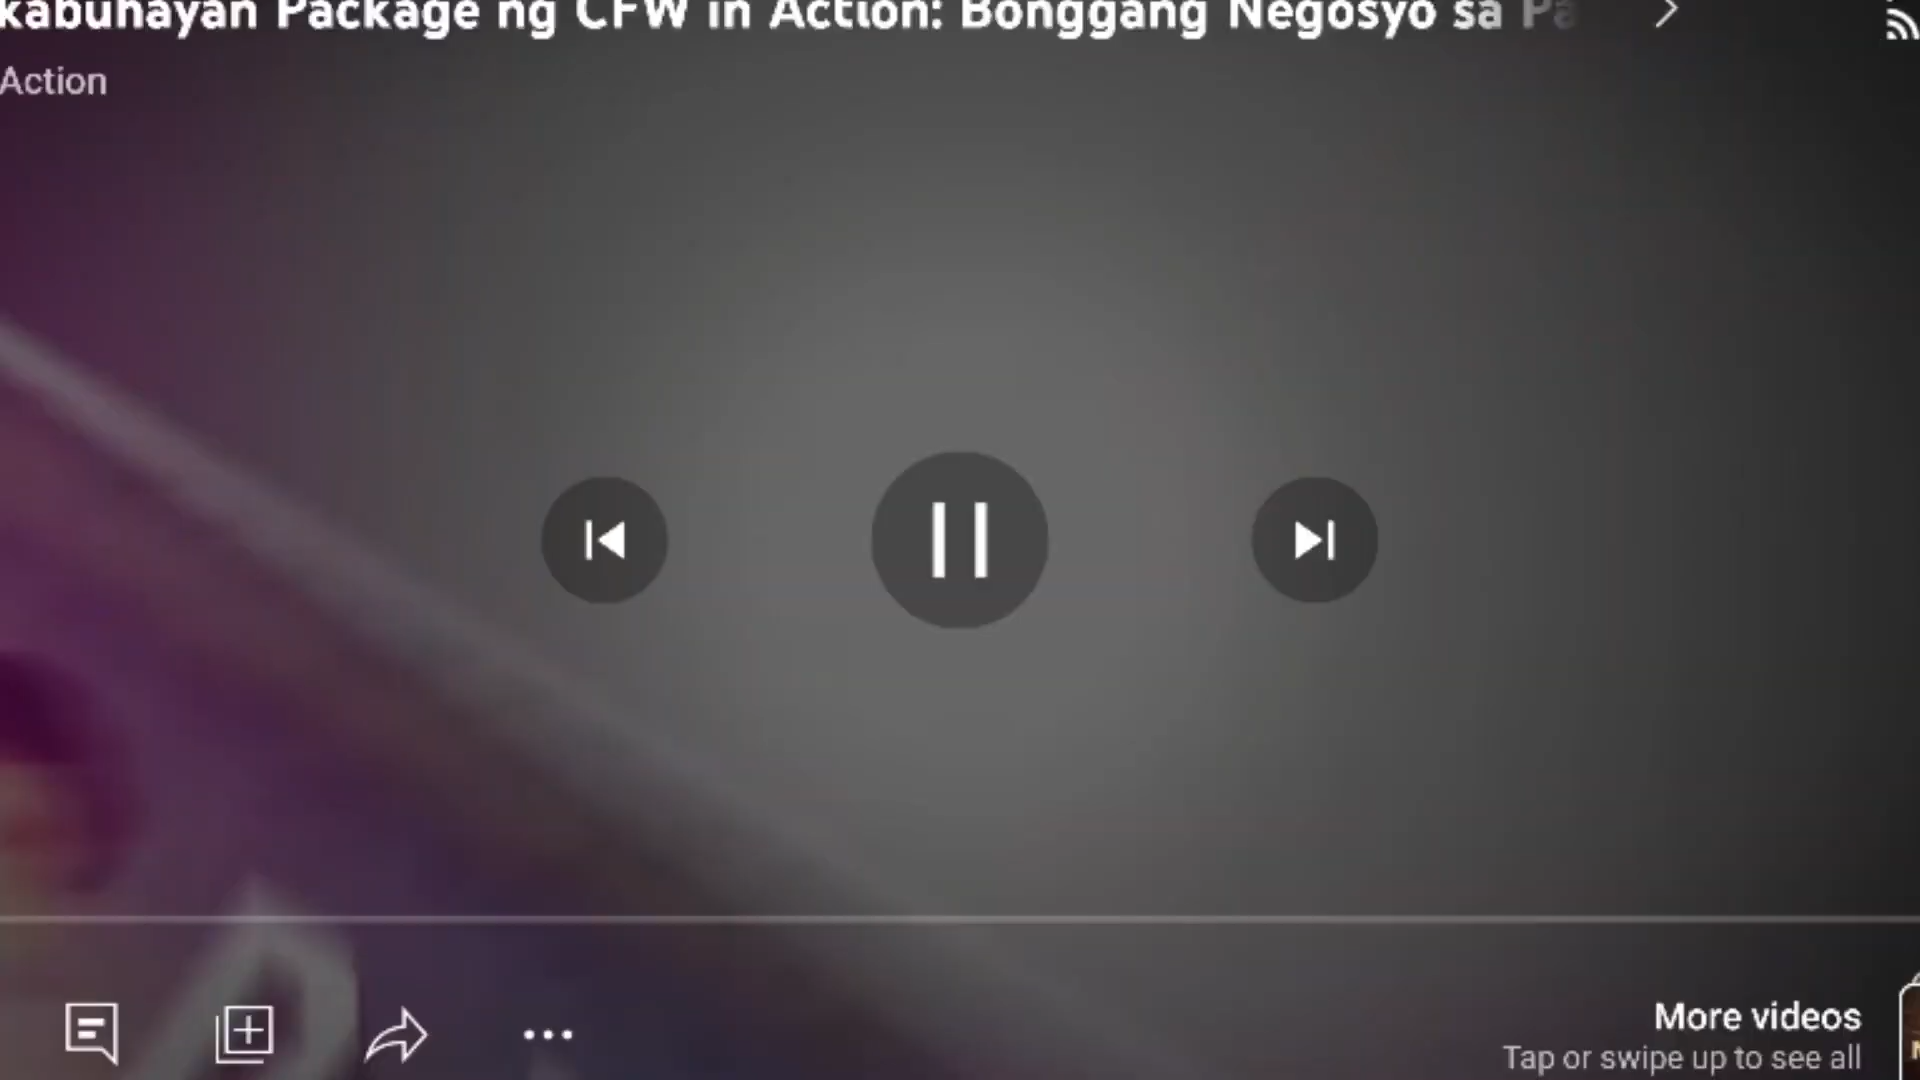 kabuhayan Package ng CFW in Action: Bonggang Negosyo sa Pa
Action
More videos
Tap or swipe up to see all